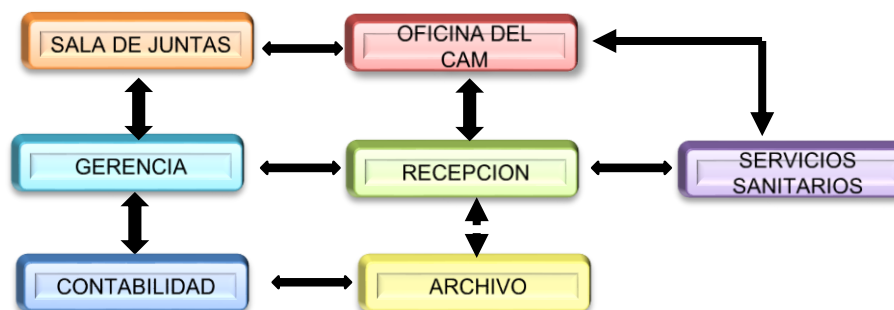 SALA DE JUNTAS
OFICINA DEL
CAM
GERENCIA
RECEPCION
SERVICIOS
SANITARIOS
CONTABILIDAD
ARCHIVO